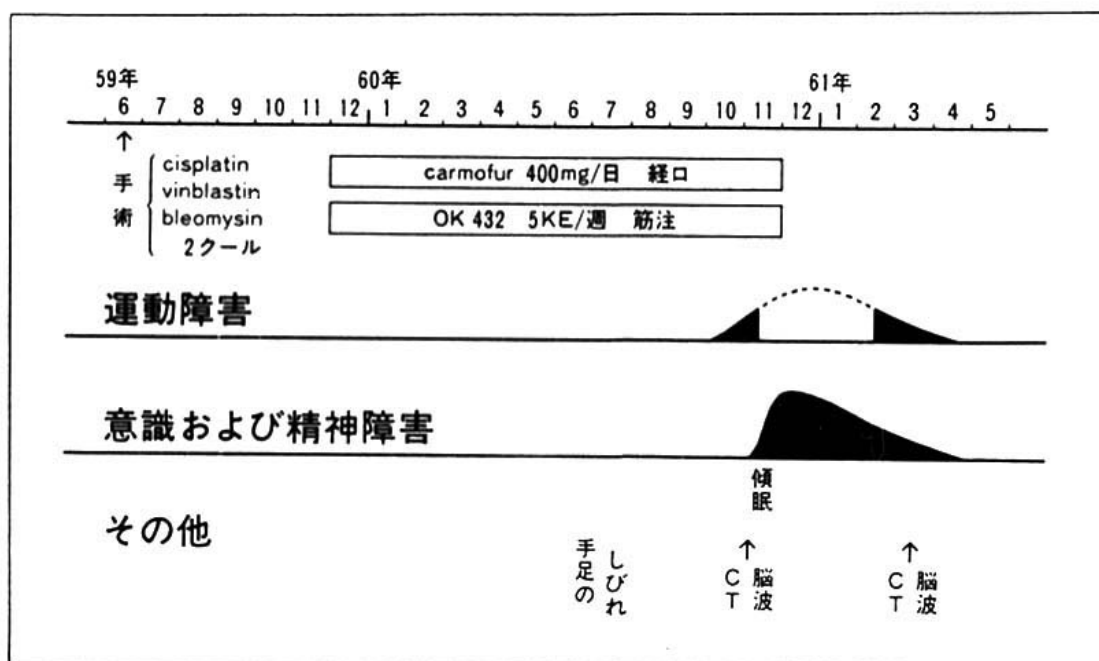 59年 60年 61年
6 7 8 9 10 11 12 1 2 3 4 5 6 7 8 9 10 11 12 1 2 3 4 5
↑
手術
cisplatin
vinblastin
bleomysin
2クール
carmofur 400mg/日 経口
OK 432 5KE/週 筋注
運動障害
意識および精神障害
傾眠
その他
手足の
しびれ
↑
脳波
CT
↑
脳波
CT